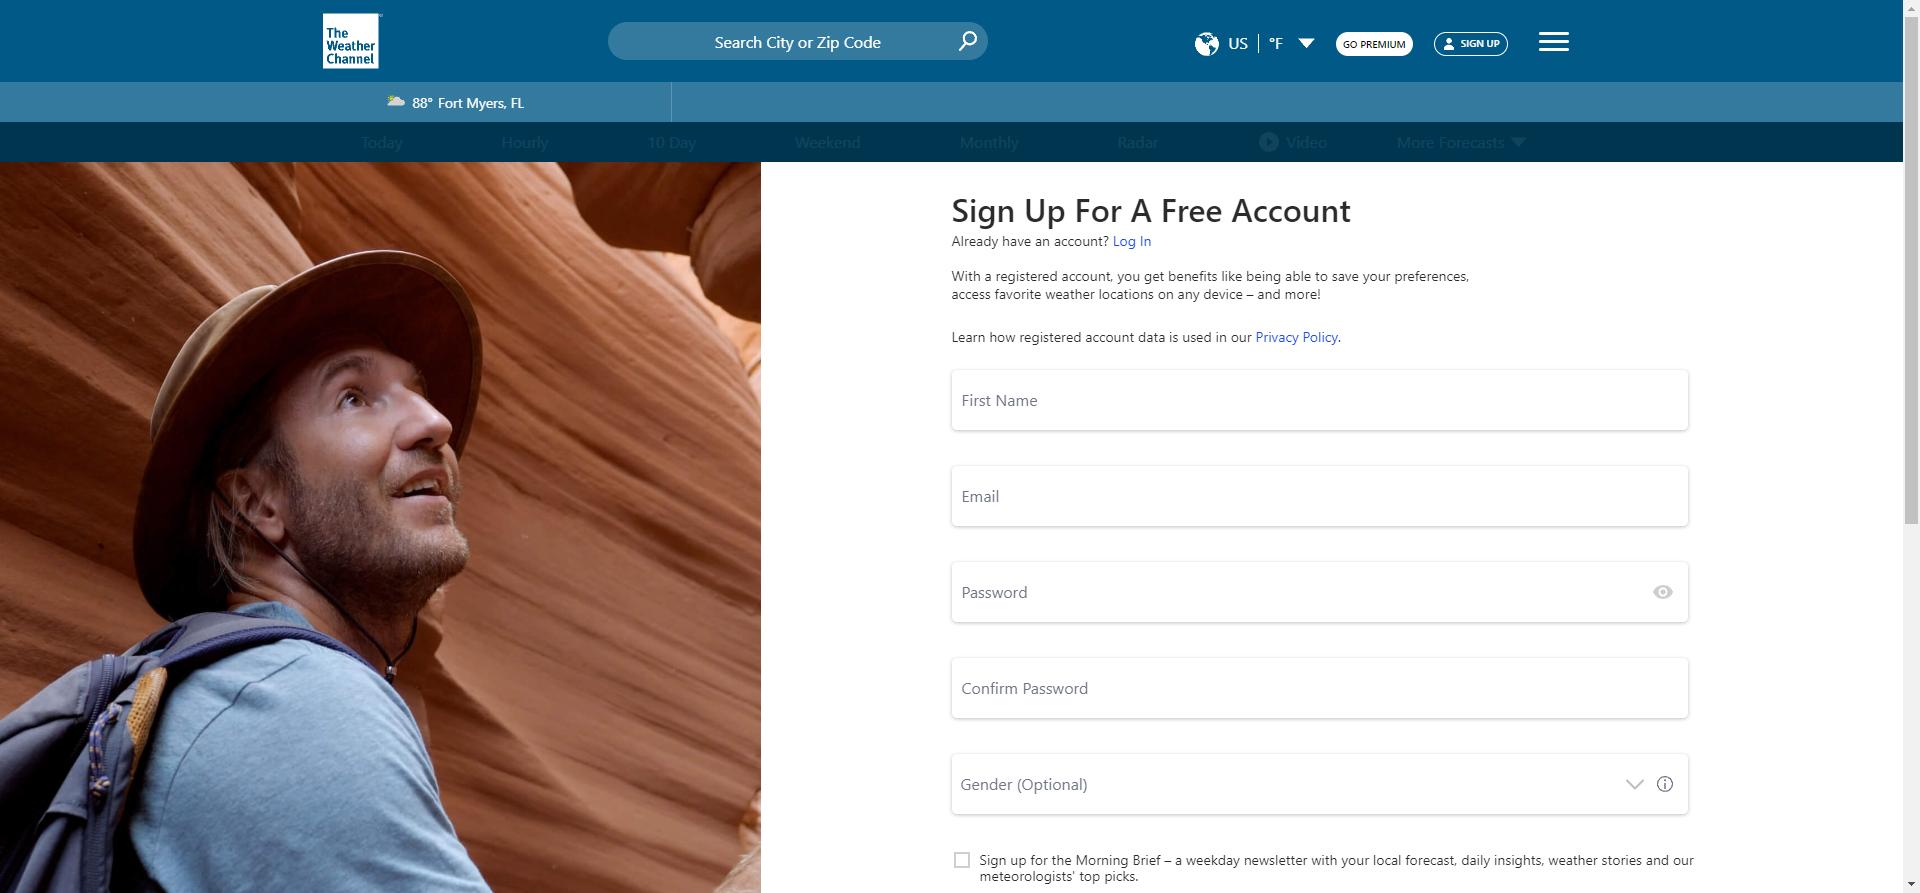 The
Weather
Channel
Search City or Zip Code
US
°F
GO PREMIUM
SIGN UP
88° Fort Myers, FL
Today
Hourly
10 Day
Weekend
Monthly
Radar
Video
More Forecasts
Sign Up For A Free Account
Already have an account? Log In
With a registered account, you get benefits like being able to save your preferences,
access favorite weather locations on any device – and more!
Learn how registered account data is used in our Privacy Policy.
First Name
Email
Password
Confirm Password
Gender (Optional)
Sign up for the Morning Brief – a weekday newsletter with your local forecast, daily insights, weather stories and our
meteorologists' top picks.